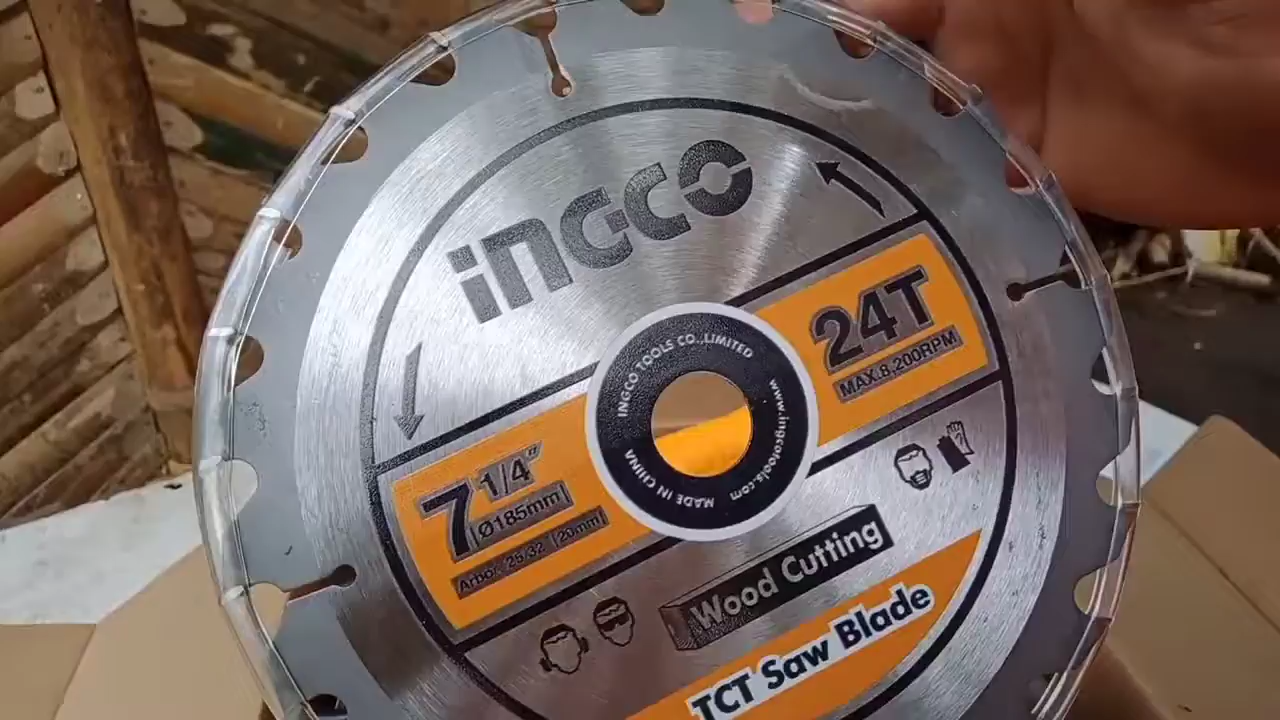 INGCO
24T
MAX.8,200RPM
INGCO TOOLS CO.,LIMITED
www.ingcotools.com
MADE IN CHINA
7 1/4"
Ø185mm
Arbor 25.32 20mm
Wood Cutting
TCT Saw Blade